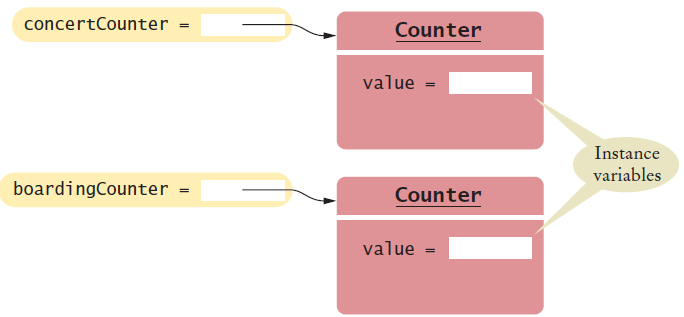 concertCounter =
Counter
value =
Instance
variables
boardingCounter =
Counter
value =